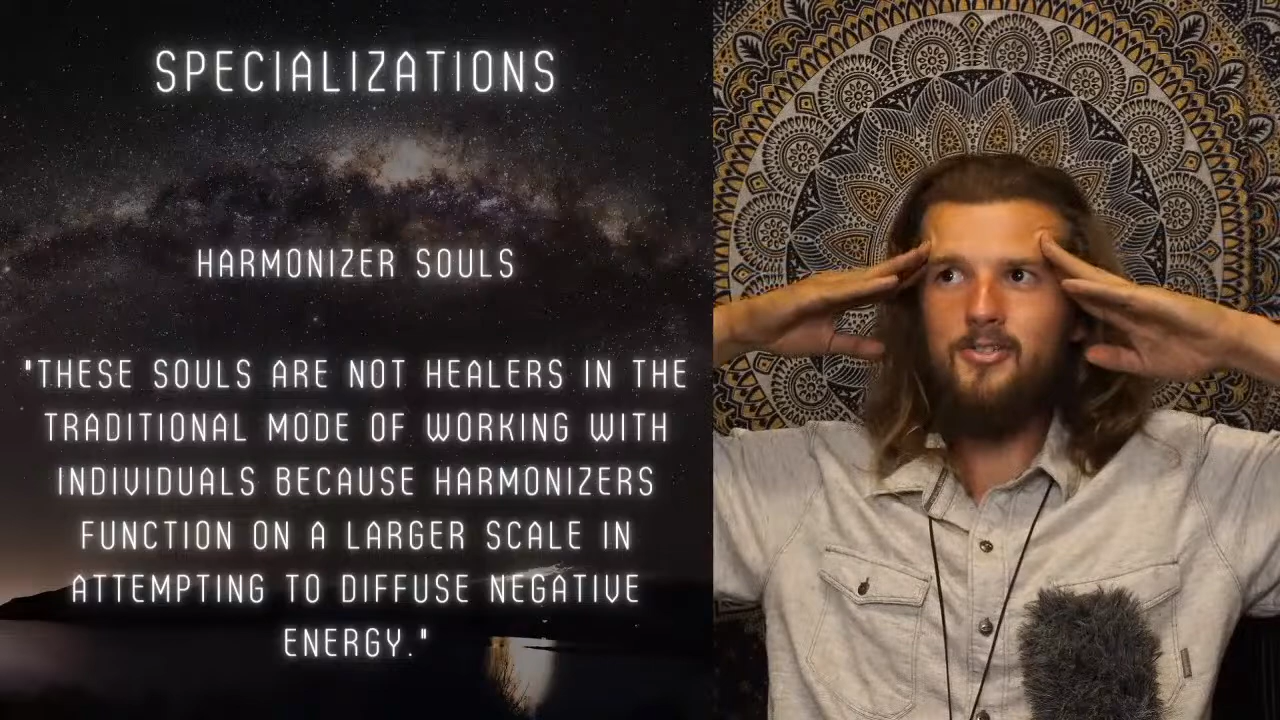 SPECIALIZATIONS
HARMONIZER SOULS
"THESE SOULS ARE NOT HEALERS IN THE
TRADITIONAL MODE OF WORKING WITH
INDIVIDUALS BECAUSE HARMONIZERS
FUNCTION ON A LARGER SCALE IN
ATTEMPTING TO DIFFUSE NEGATIVE
ENERGY."